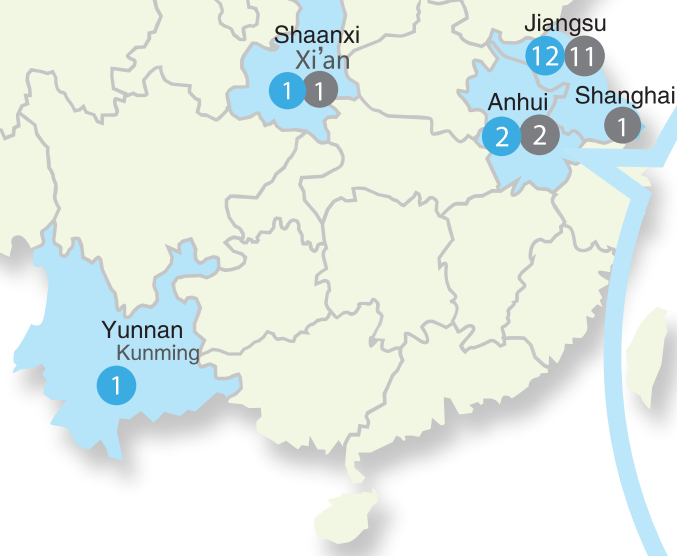 Jiangsu
12 11
Shaanxi
Xi’an
1 1
Shanghai
1
Anhui
2 2
Yunnan
Kunming
1